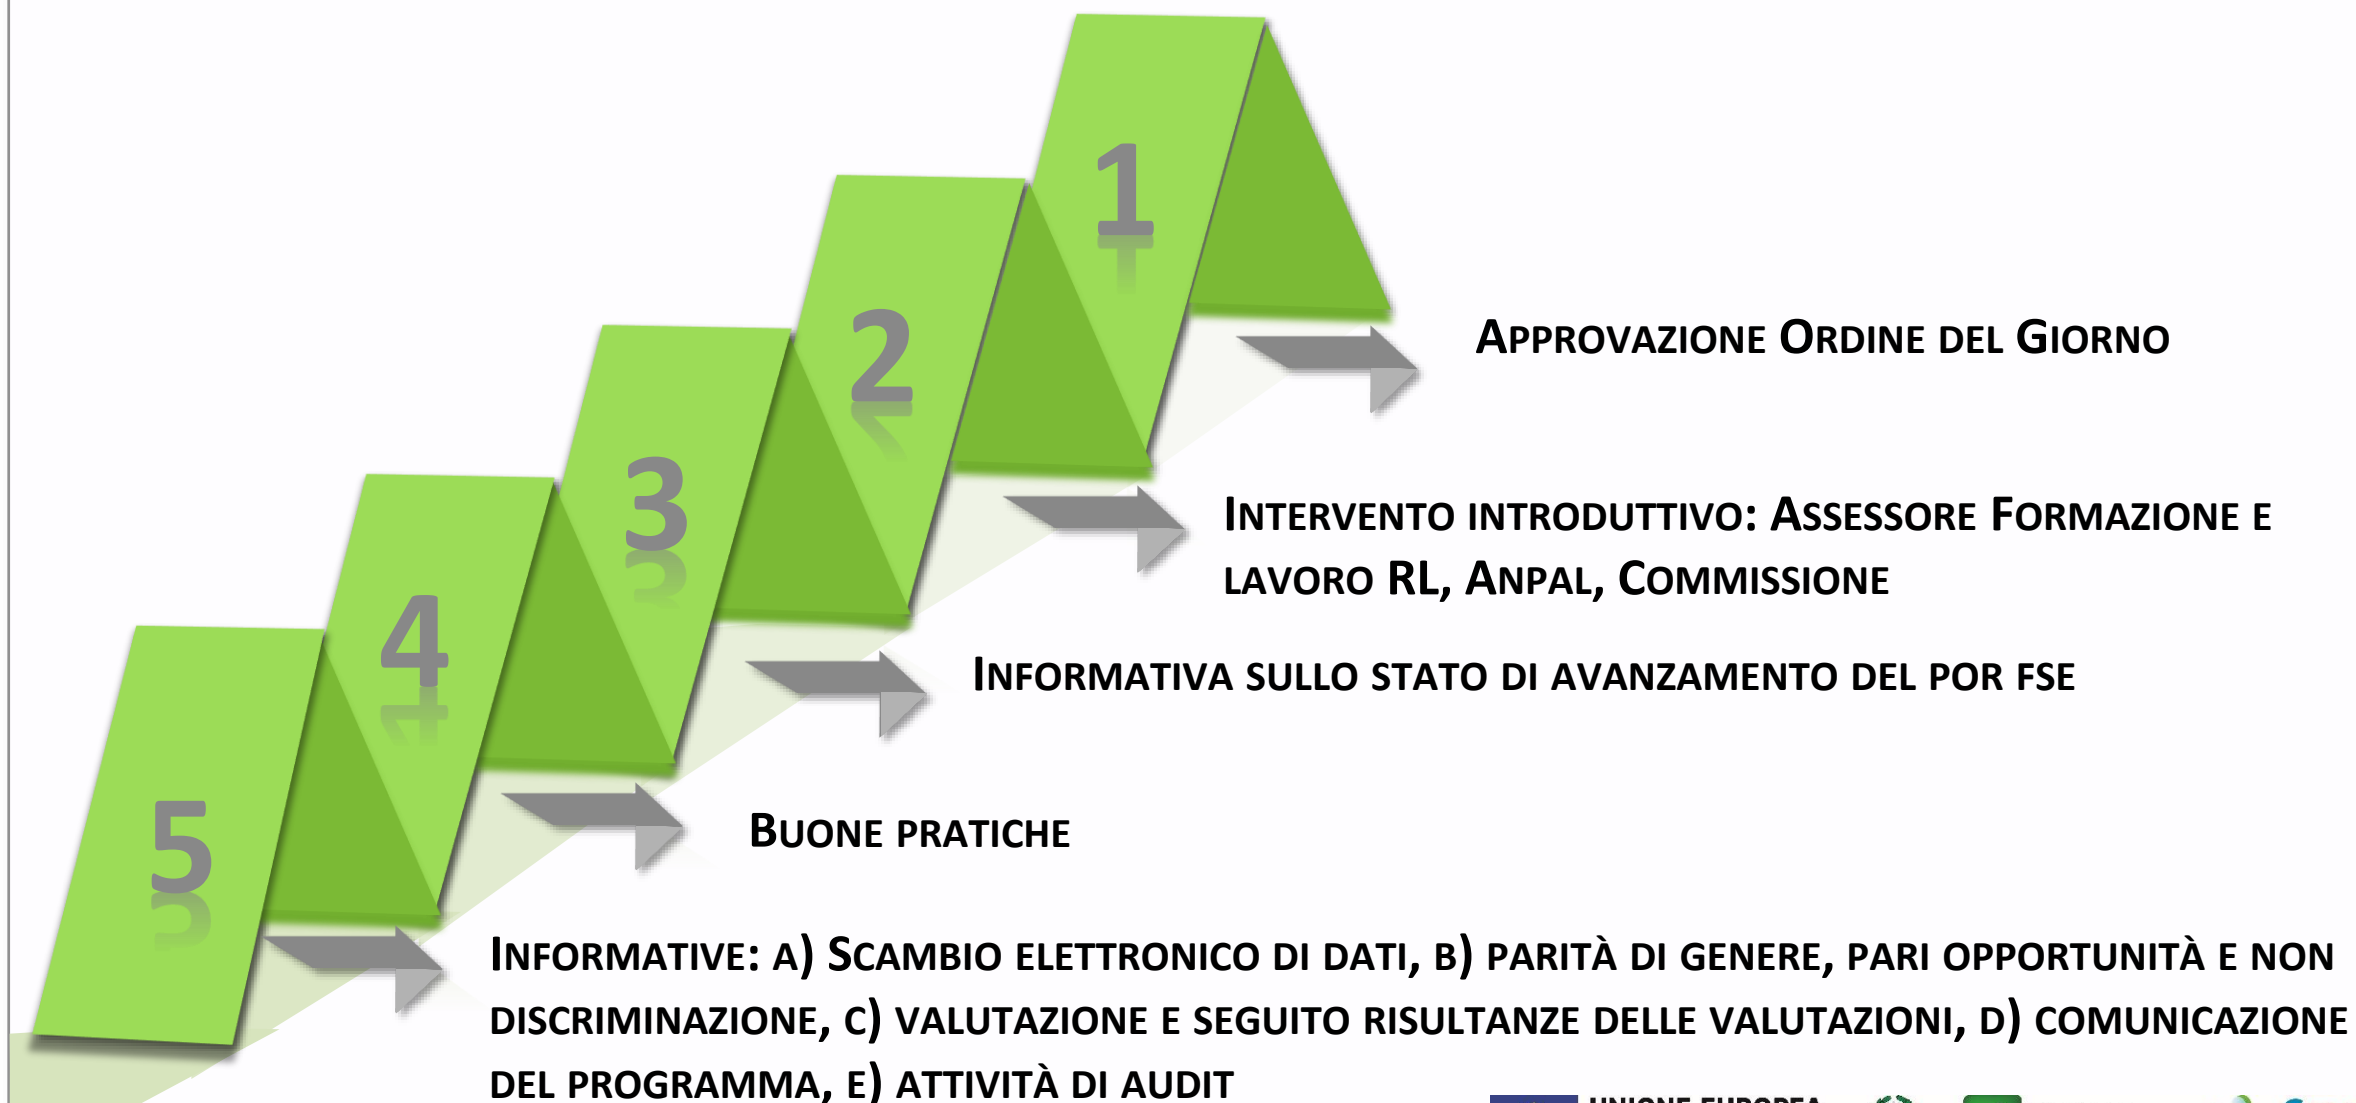 1
Approvazione Ordine del Giorno
2
Intervento introduttivo: Assessore Formazione e
lavoro RL, Anpal, Commissione
3
Informativa sullo stato di avanzamento del POR FSE
4
Buone pratiche
5
Informative: a) Scambio elettronico di dati, b) parità di genere, pari opportunità e non
discriminazione, c) valutazione e seguito risultanze delle valutazioni, d) comunicazione
del programma, e) attività di audit
UNIONE EUROPEA